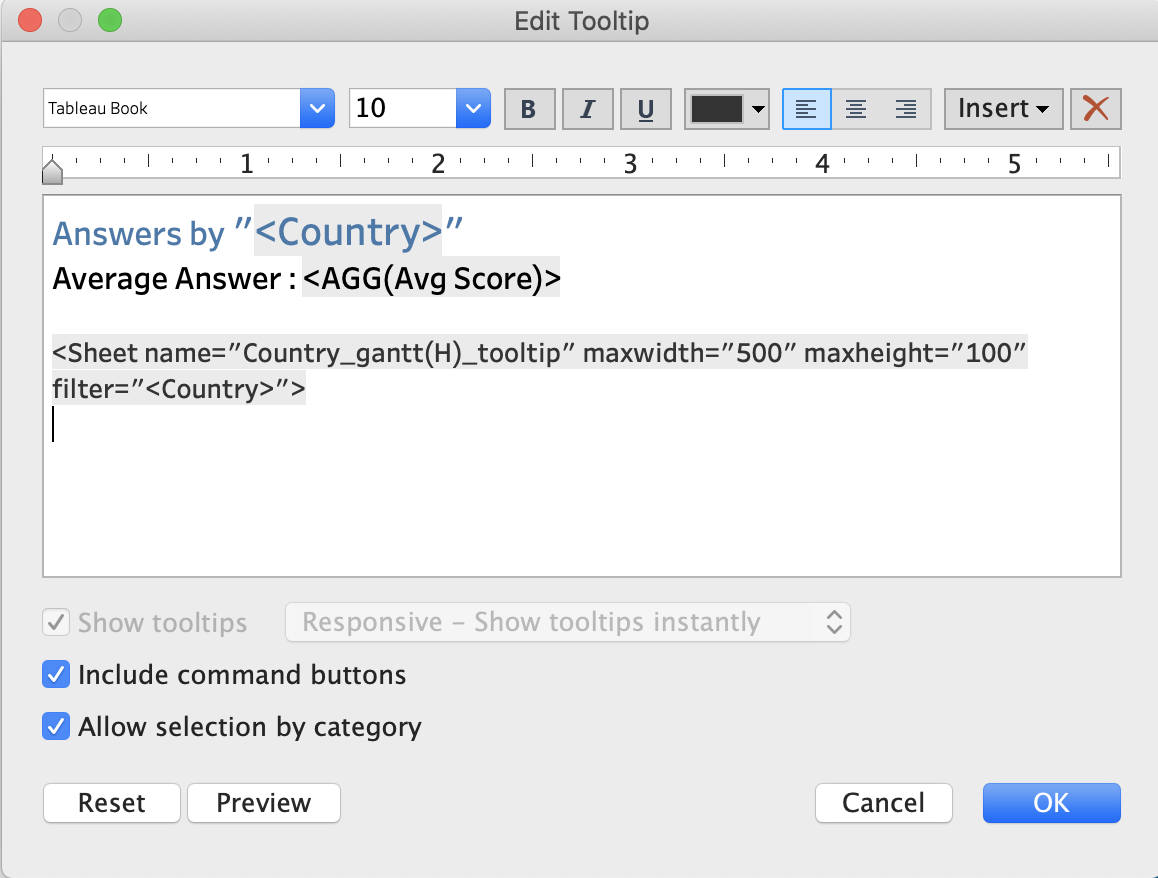 Edit Tooltip
Tableau Book 10 B I U Insert
1 2 3 4 5
Answers by "<Country>"
Average Answer : <AGG(Avg Score)>
<Sheet name="Country_gantt(H)_tooltip" maxwidth="500" maxheight="100"
filter="<Country>">
Show tooltips Responsive – Show tooltips instantly
Include command buttons
Allow selection by category
Reset Preview Cancel OK